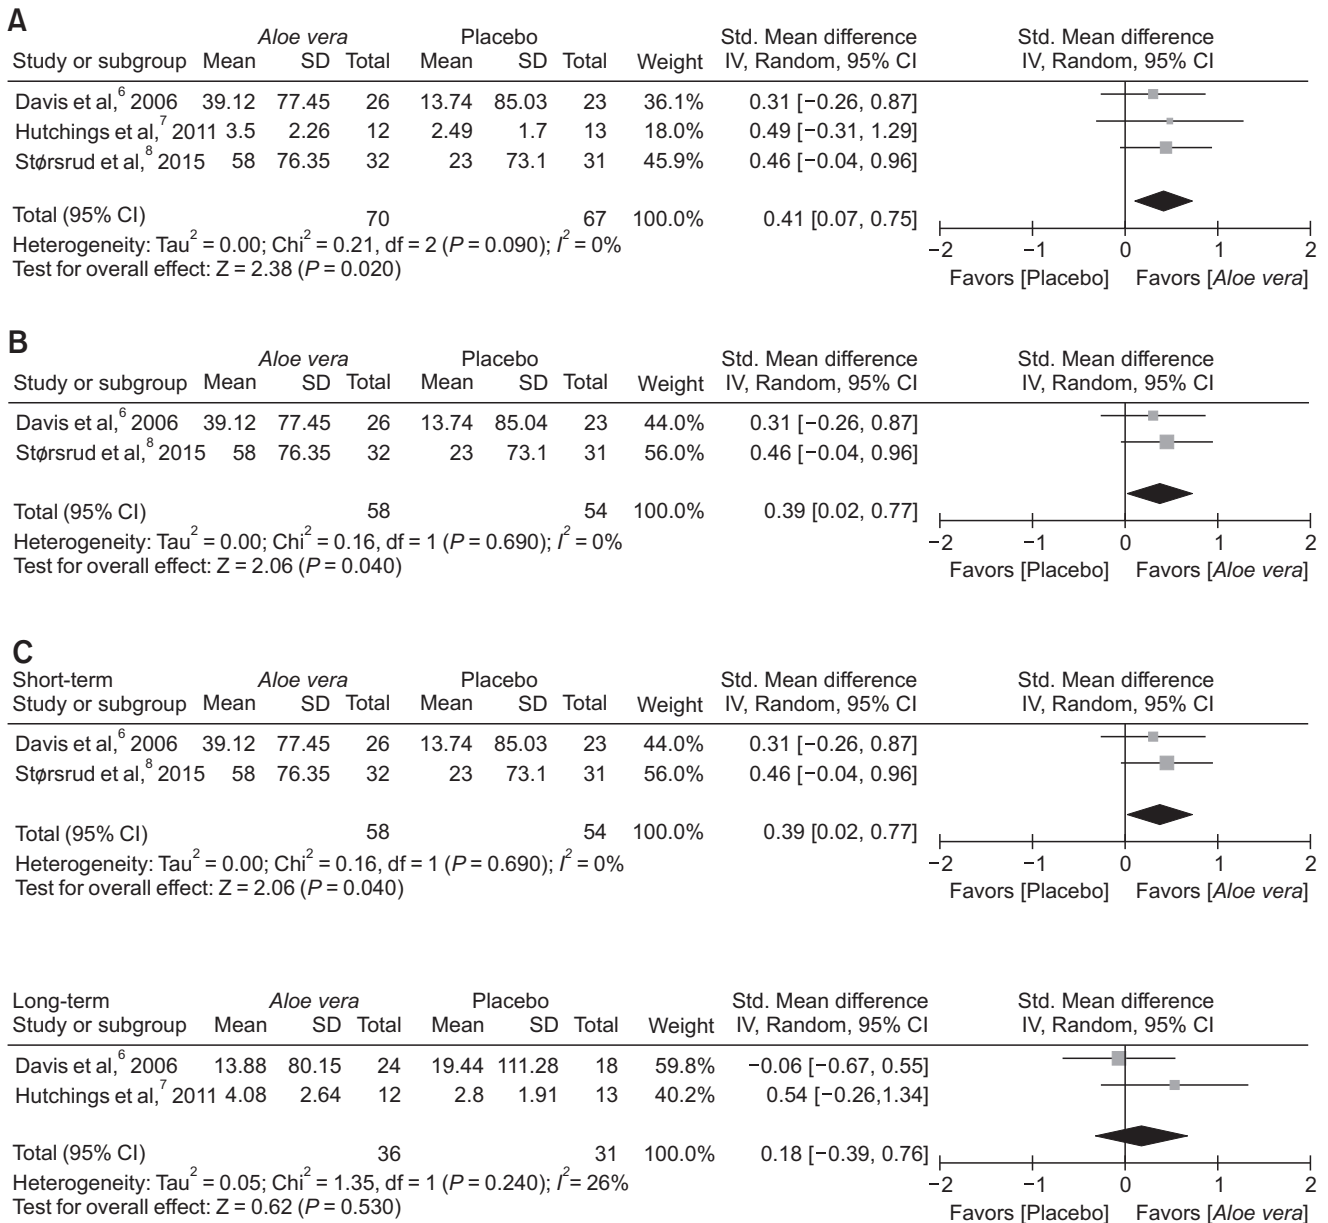 A
Aloe vera Placebo Std. Mean difference Std. Mean difference
Study or subgroup Mean SD Total Mean SD Total Weight IV, Random, 95% CI IV, Random, 95% CI
Davis et al,6 2006 39.12 77.45 26 13.74 85.03 23 36.1% 0.31 [−0.26, 0.87]
Hutchings et al,7 2011 3.5 2.26 12 2.49 1.7 13 18.0% 0.49 [−0.31, 1.29]
Størsrud et al,8 2015 58 76.35 32 23 73.1 31 45.9% 0.46 [−0.04, 0.96]
Total (95% CI) 70 67 100.0% 0.41 [0.07, 0.75]
Heterogeneity: Tau2 = 0.00; Chi2 = 0.21, df = 2 (P = 0.090); I2 = 0%
Test for overall effect: Z = 2.38 (P = 0.020)
−2 −1 0 1 2
Favors [Placebo] Favors [Aloe vera]
B
Aloe vera Placebo Std. Mean difference Std. Mean difference
Study or subgroup Mean SD Total Mean SD Total Weight IV, Random, 95% CI IV, Random, 95% CI
Davis et al,6 2006 39.12 77.45 26 13.74 85.04 23 44.0% 0.31 [−0.26, 0.87]
Størsrud et al,8 2015 58 76.35 32 23 73.1 31 56.0% 0.46 [−0.04, 0.96]
Total (95% CI) 58 54 100.0% 0.39 [0.02, 0.77]
Heterogeneity: Tau2 = 0.00; Chi2 = 0.16, df = 1 (P = 0.690); I2 = 0%
Test for overall effect: Z = 2.06 (P = 0.040)
−2 −1 0 1 2
Favors [Placebo] Favors [Aloe vera]
C
Short-term Aloe vera Placebo Std. Mean difference Std. Mean difference
Study or subgroup Mean SD Total Mean SD Total Weight IV, Random, 95% CI IV, Random, 95% CI
Davis et al,6 2006 39.12 77.45 26 13.74 85.03 23 44.0% 0.31 [−0.26, 0.87]
Størsrud et al,8 2015 58 76.35 32 23 73.1 31 56.0% 0.46 [−0.04, 0.96]
Total (95% CI) 58 54 100.0% 0.39 [0.02, 0.77]
Heterogeneity: Tau2 = 0.00; Chi2 = 0.16, df = 1 (P = 0.690); I2 = 0%
Test for overall effect: Z = 2.06 (P = 0.040)
−2 −1 0 1 2
Favors [Placebo] Favors [Aloe vera]
Long-term Aloe vera Placebo Std. Mean difference Std. Mean difference
Study or subgroup Mean SD Total Mean SD Total Weight IV, Random, 95% CI IV, Random, 95% CI
Davis et al,6 2006 13.88 80.15 24 19.44 111.28 18 59.8% −0.06 [−0.67, 0.55]
Hutchings et al,7 2011 4.08 2.64 12 2.8 1.91 13 40.2% 0.54 [−0.26,1.34]
Total (95% CI) 36 31 100.0% 0.18 [−0.39, 0.76]
Heterogeneity: Tau2 = 0.05; Chi2 = 1.35, df = 1 (P = 0.240); I2 = 26%
Test for overall effect: Z = 0.62 (P = 0.530)
−2 −1 0 1 2
Favors [Placebo] Favors [Aloe vera]